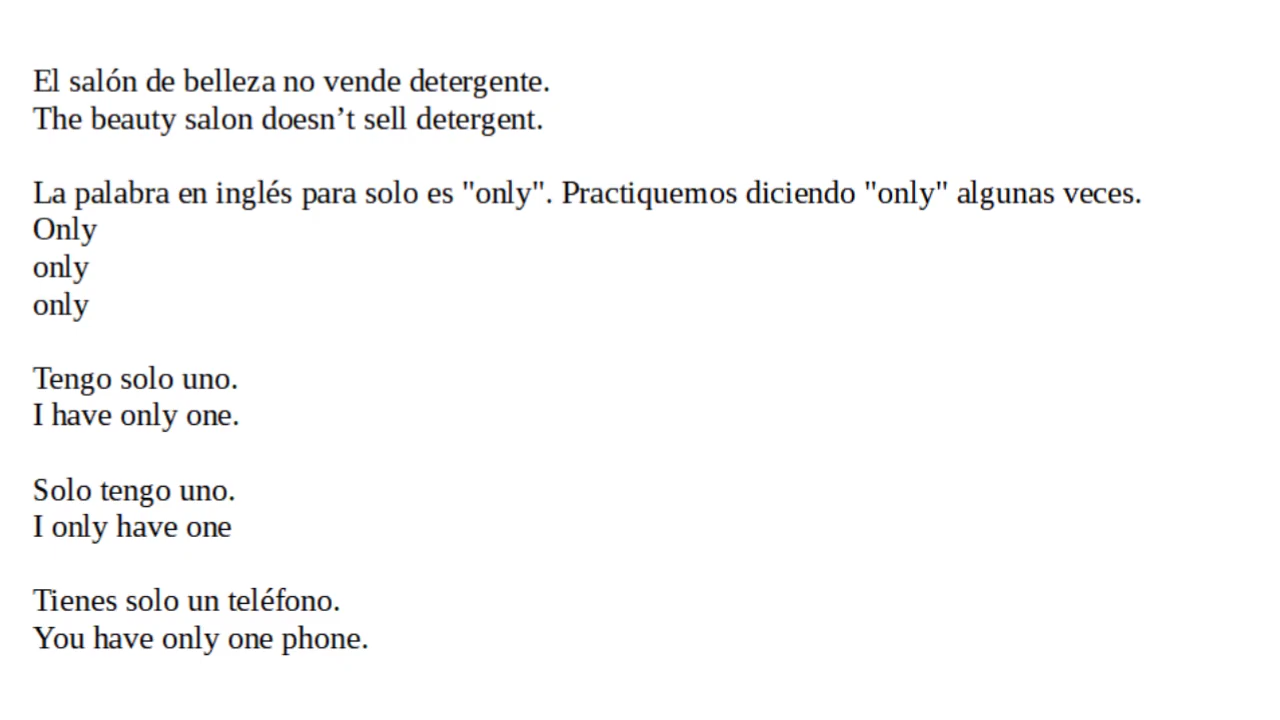 El salón de belleza no vende detergente.
The beauty salon doesn’t sell detergent.
La palabra en inglés para solo es "only". Practiquemos diciendo "only" algunas veces.
Only
only
only
Tengo solo uno.
I have only one.
Solo tengo uno.
I only have one
Tienes solo un teléfono.
You have only one phone.